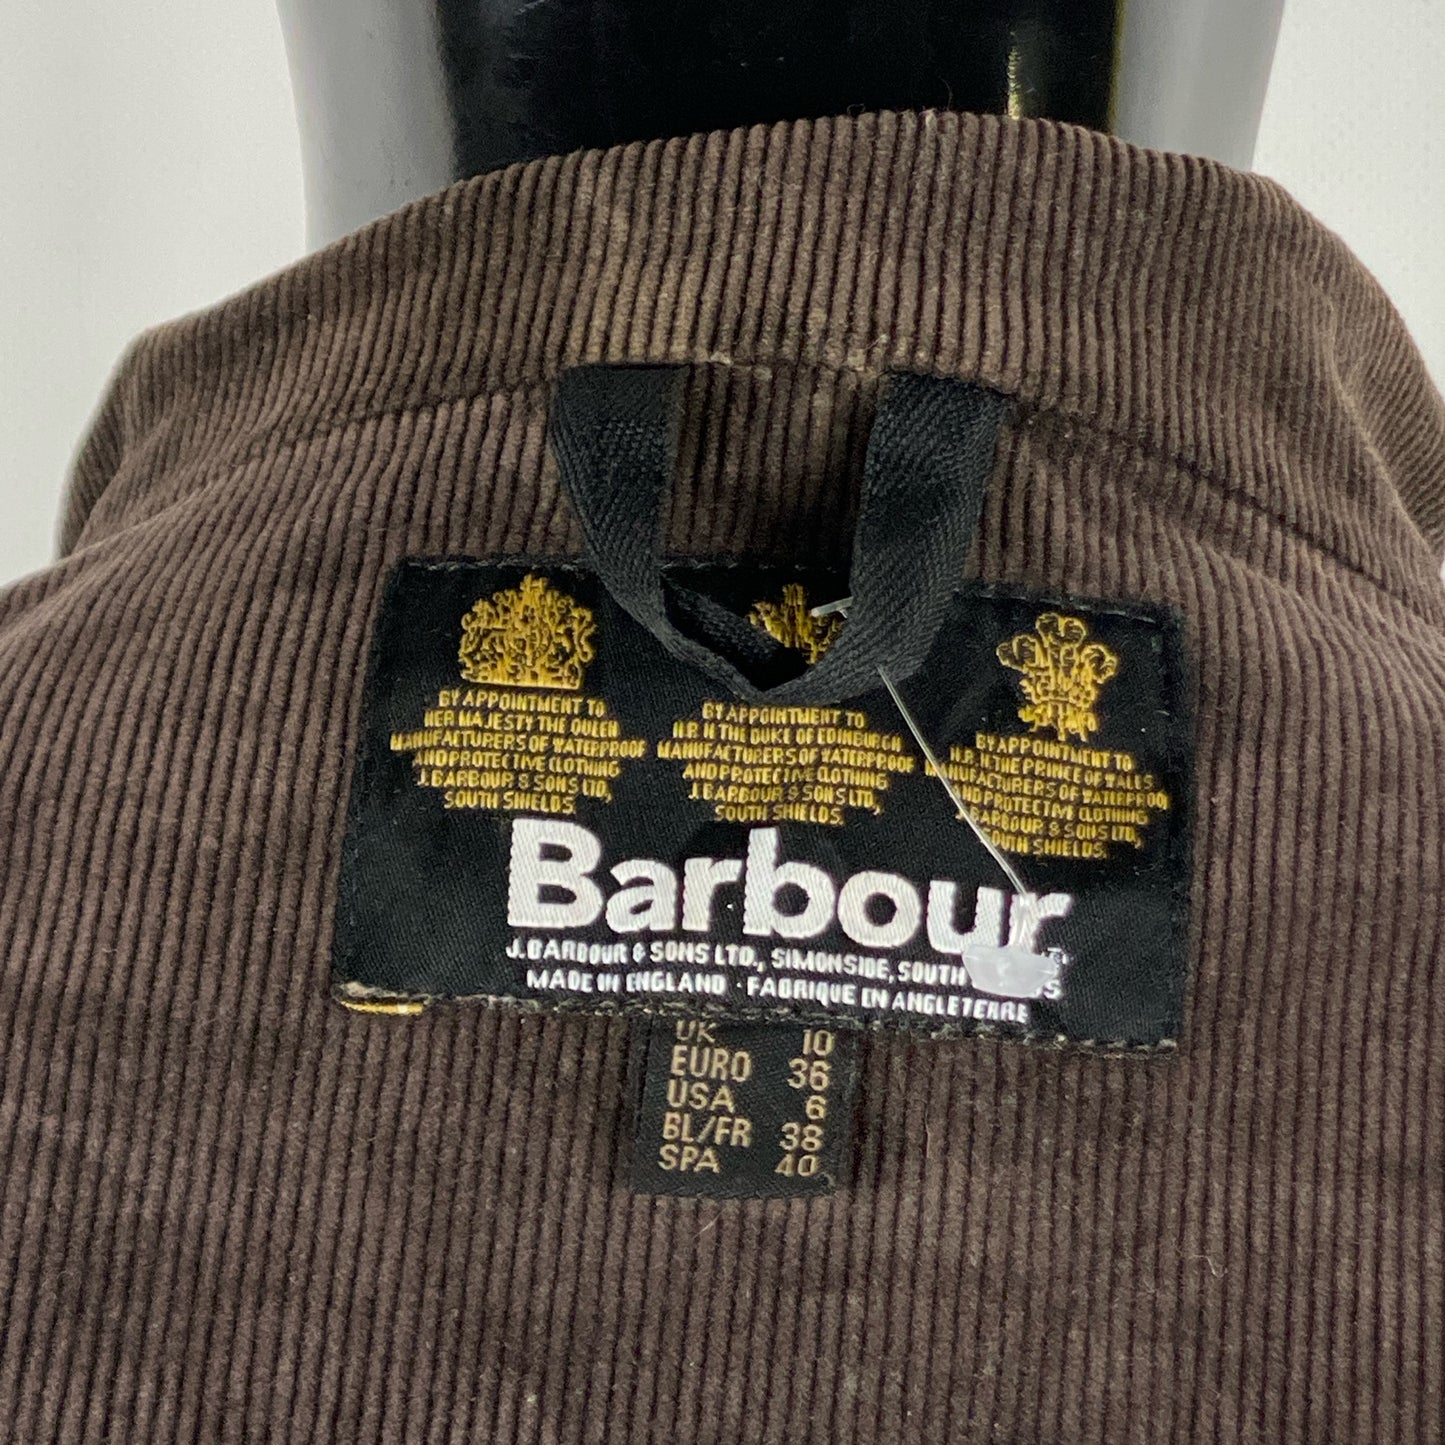 BY APPOINTMENT TO
HER MAJESTY THE QUEEN
MANUFACTURERS OF WATERPROOF
AND PROTECTIVE CLOTHING
J. BARBOUR & SONS LTD,
SOUTH SHIELDS
BY APPOINTMENT TO
H.R.H THE DUKE OF EDINBURGH
MANUFACTURERS OF WATERPROOF
AND PROTECTIVE CLOTHING
J. BARBOUR & SONS LTD,
SOUTH SHIELDS
BY APPOINTMENT TO
H.R.H. THE PRINCE OF WALES
MANUFACTURERS OF WATERPROOF
AND PROTECTIVE CLOTHING
J. BARBOUR & SONS LTD,
SOUTH SHIELDS.
Barbour
J. BARBOUR & SONS LTD., SIMONSIDE, SOUTH
MADE IN ENGLAND · FABRIQUE EN ANGLETERRE
UK 10
EURO 36
USA 6
BL/FR 38
SPA 40